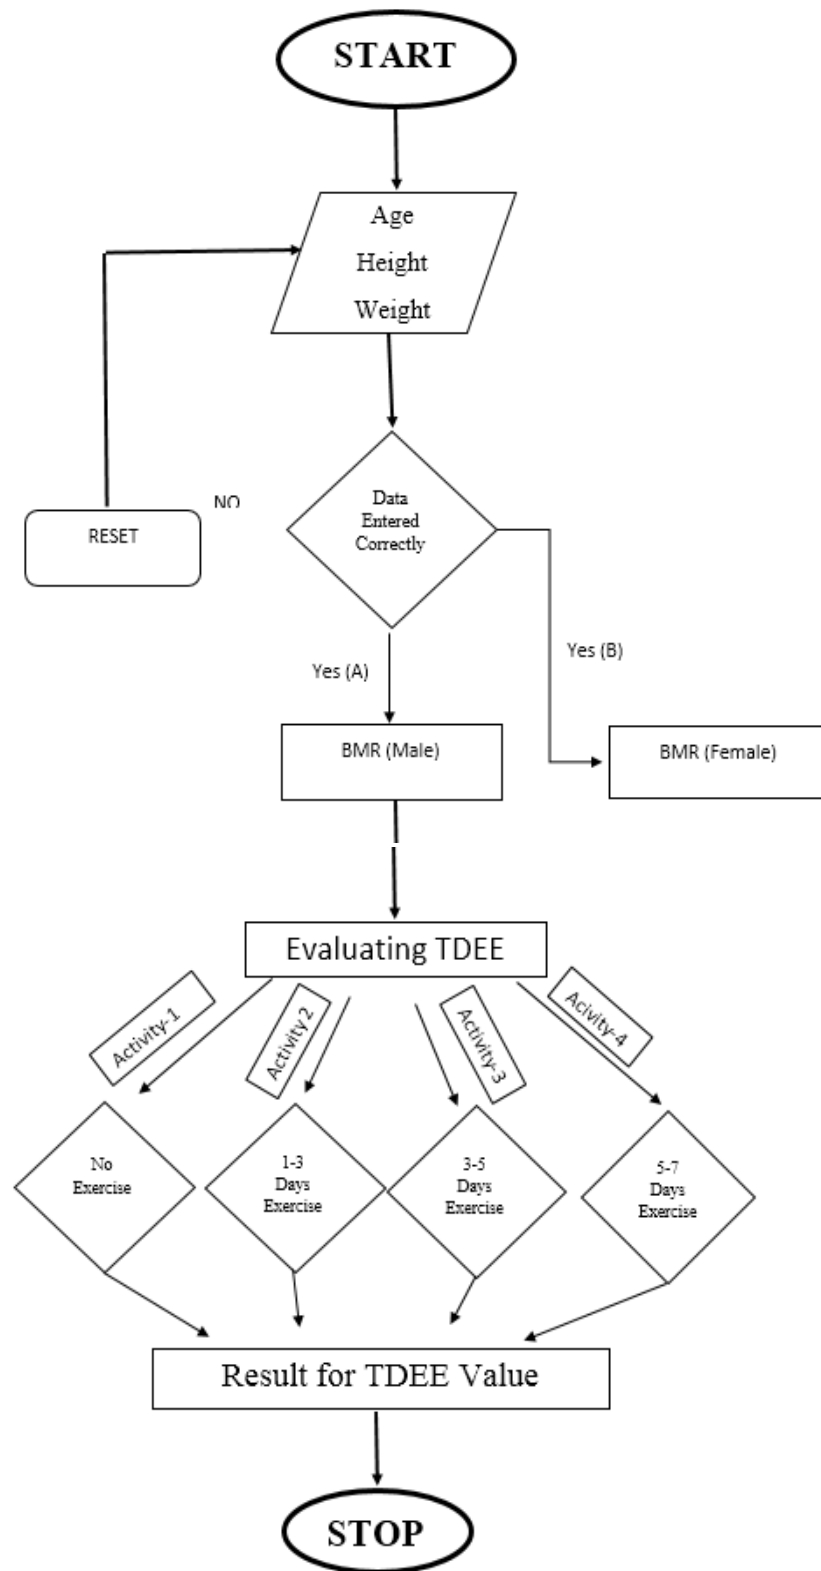 START
Age
Height
Weight
NO
Data
Entered
Correctly
RESET
Yes (A)
Yes (B)
BMR (Male)
BMR (Female)
Evaluating TDEE
Activity-1
Activity 2
Activity-3
Acivity-4
No
Exercise
1-3
Days
Exercise
3-5
Days
Exercise
5-7
Days
Exercise
Result for TDEE Value
STOP